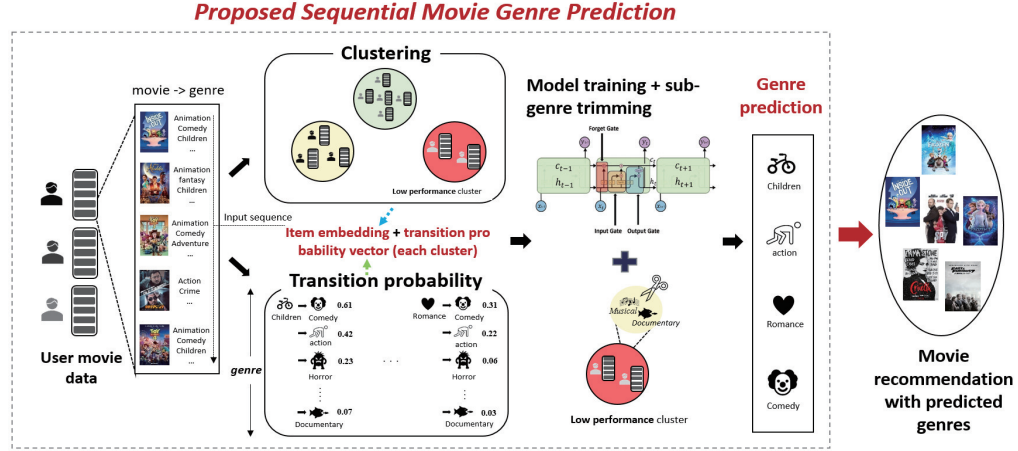 Proposed Sequential Movie Genre Prediction
movie -> genre
Animation
Comedy
Children
...
Animation
fantasy
Children
...
Animation
Comedy
Adventure
Action
Crime
...
Animation
Comedy
Children
...
User movie
data
Input sequence
Clustering
Low performance cluster
Item embedding + transition pro
bability vector (each cluster)
Transition probability
genre
Children
Comedy
0.61
action
0.42
Horror
0.23
Documentary
0.07
. . .
Romance
Comedy
0.31
action
0.22
Horror
0.06
Documentary
0.03
Model training + sub-
genre trimming
Forget Gate
Input Gate
Output Gate
Musical
Documentary
Low performance cluster
Genre
prediction
Children
action
Romance
Comedy
INSIDE
OUT
Movie
recommendation
with predicted
genres